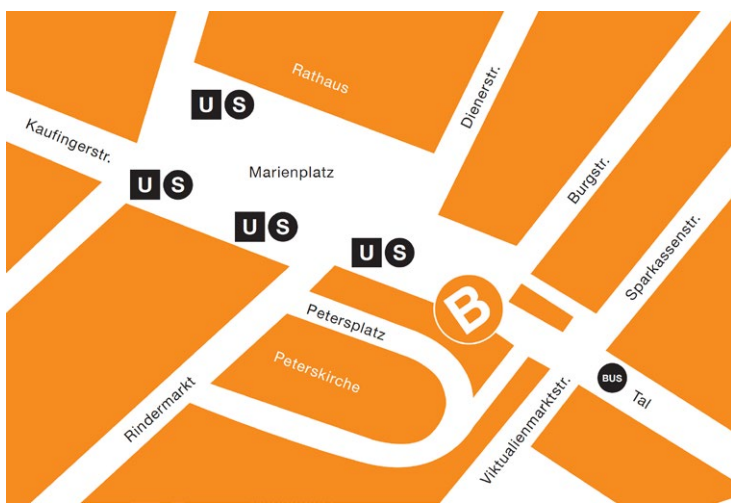 Rathaus
Dienerstr.
U S
Kaufingerstr.
Marienplatz
Burgstr.
U S
U S
U S
Sparkassenstr.
B
Petersplatz
Peterskirche
BUS
Tal
Rindermarkt
Viktualienmarktstr.